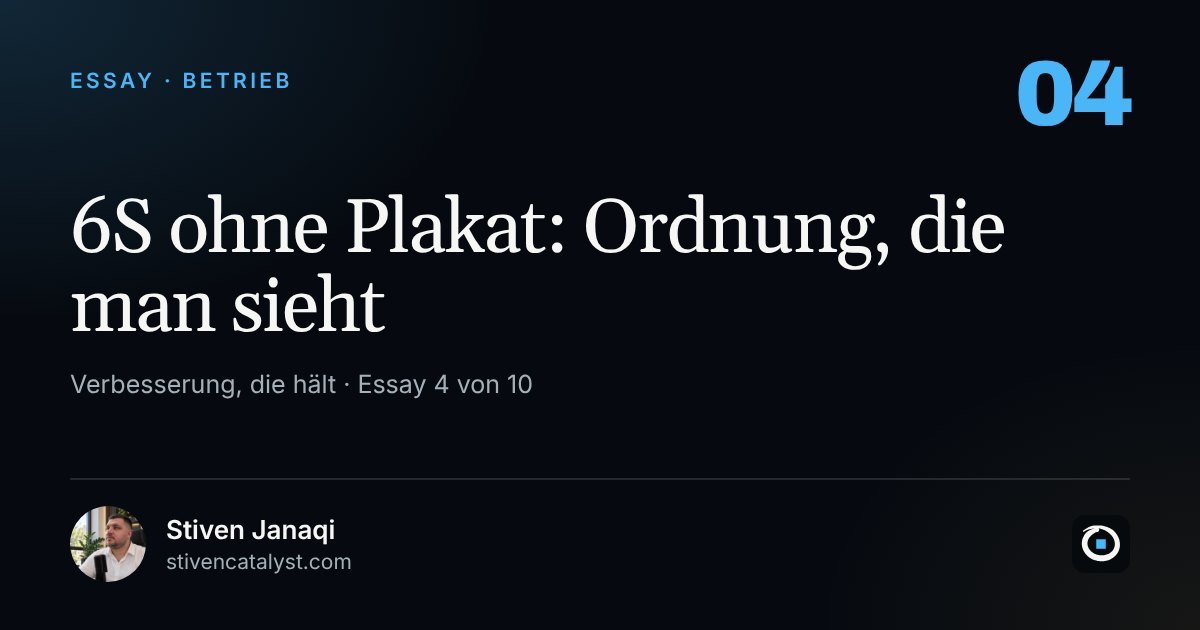 ESSAY · BETRIEB
04
6S ohne Plakat: Ordnung, die
man sieht
Verbesserung, die hält · Essay 4 von 10
Stiven Janaqi
stivencatalyst.com